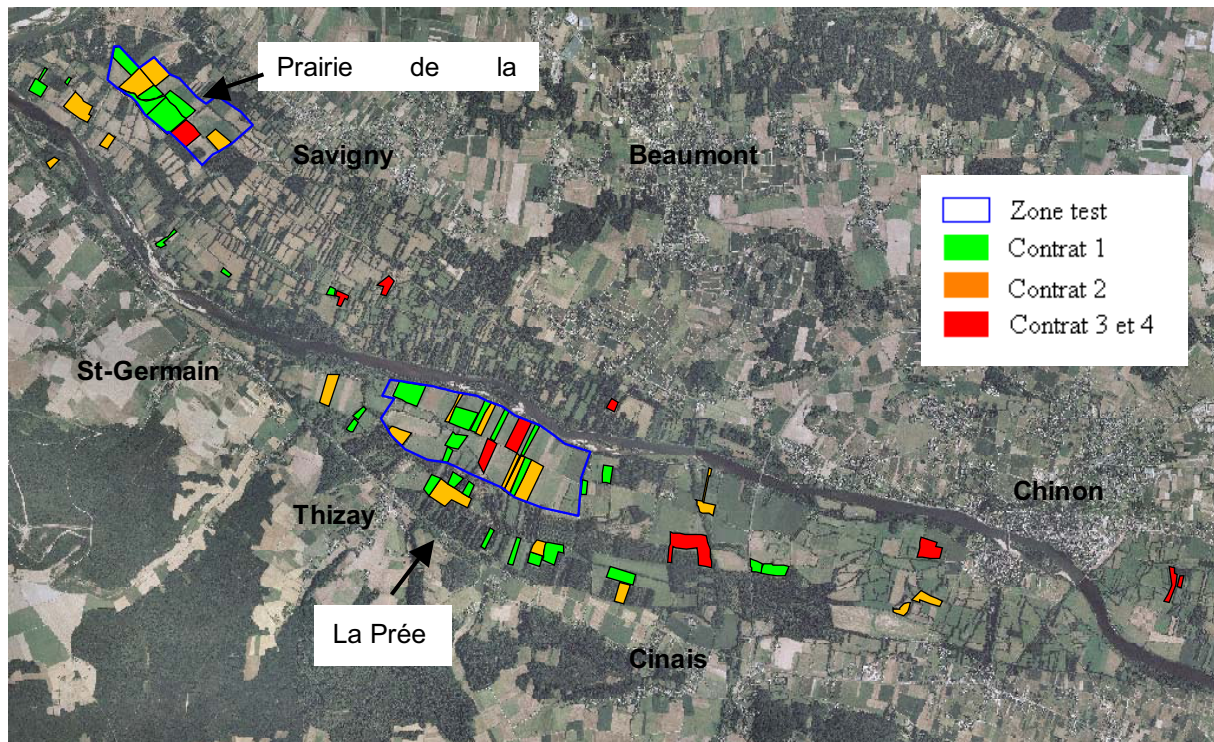 Prairie de la
Savigny
Beaumont
Zone test
Contrat 1
Contrat 2
Contrat 3 et 4
St-Germain
Chinon
Thizay
La Prée
Cinais